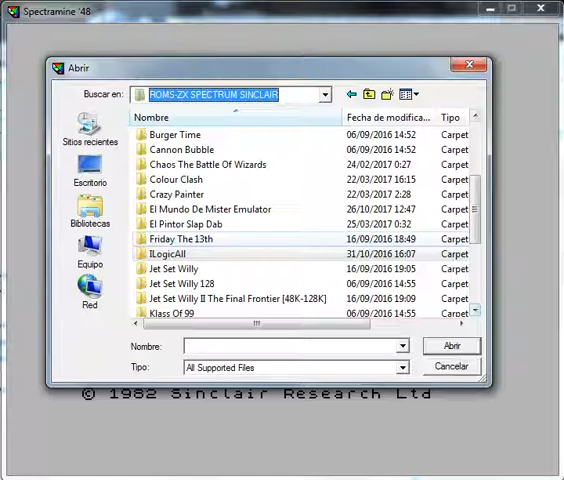 Spectramine '48
Abrir
Buscar en: ROMS-ZX SPECTRUM SINCLAIR
Nombre Fecha de modifica... Tipo
Sitios recientes
Escritorio
Bibliotecas
Equipo
Red
Burger Time 06/09/2016 14:52 Carpet
Cannon Bubble 06/09/2016 14:52 Carpet
Chaos The Battle Of Wizards 24/02/2017 0:27 Carpet
Colour Clash 22/03/2017 16:15 Carpet
Crazy Painter 22/03/2017 2:28 Carpet
El Mundo De Mister Emulator 26/10/2017 12:47 Carpet
El Pintor Slap Dab 25/03/2017 0:32 Carpet
Friday The 13th 16/09/2016 18:49 Carpet
ILogicAll 31/10/2016 16:07 Carpet
Jet Set Willy 16/09/2016 19:05 Carpet
Jet Set Willy 128 06/09/2016 14:55 Carpet
Jet Set Willy II The Final Frontier [48K-128K] 16/09/2016 19:09 Carpet
Klass Of 99 06/09/2016 14:55 Carpet
Nombre: Abrir
Tipo: All Supported Files Cancelar
© 1982 Sinclair Research Ltd